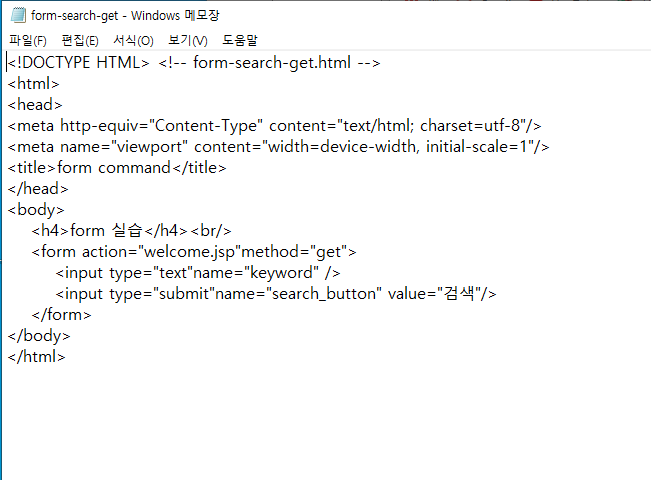 form-search-get - Windows 메모장
파일(F) 편집(E) 서식(O) 보기(V) 도움말
<!DOCTYPE HTML> <!-- form-search-get.html -->
<html>
<head>
<meta http-equiv="Content-Type" content="text/html; charset=utf-8"/>
<meta name="viewport" content="width=device-width, initial-scale=1"/>
<title>form command</title>
</head>
<body>
<h4>form 실습</h4><br/>
<form action="welcome.jsp"method="get">
<input type="text"name="keyword" />
<input type="submit"name="search_button" value="검색"/>
</form>
</body>
</html>